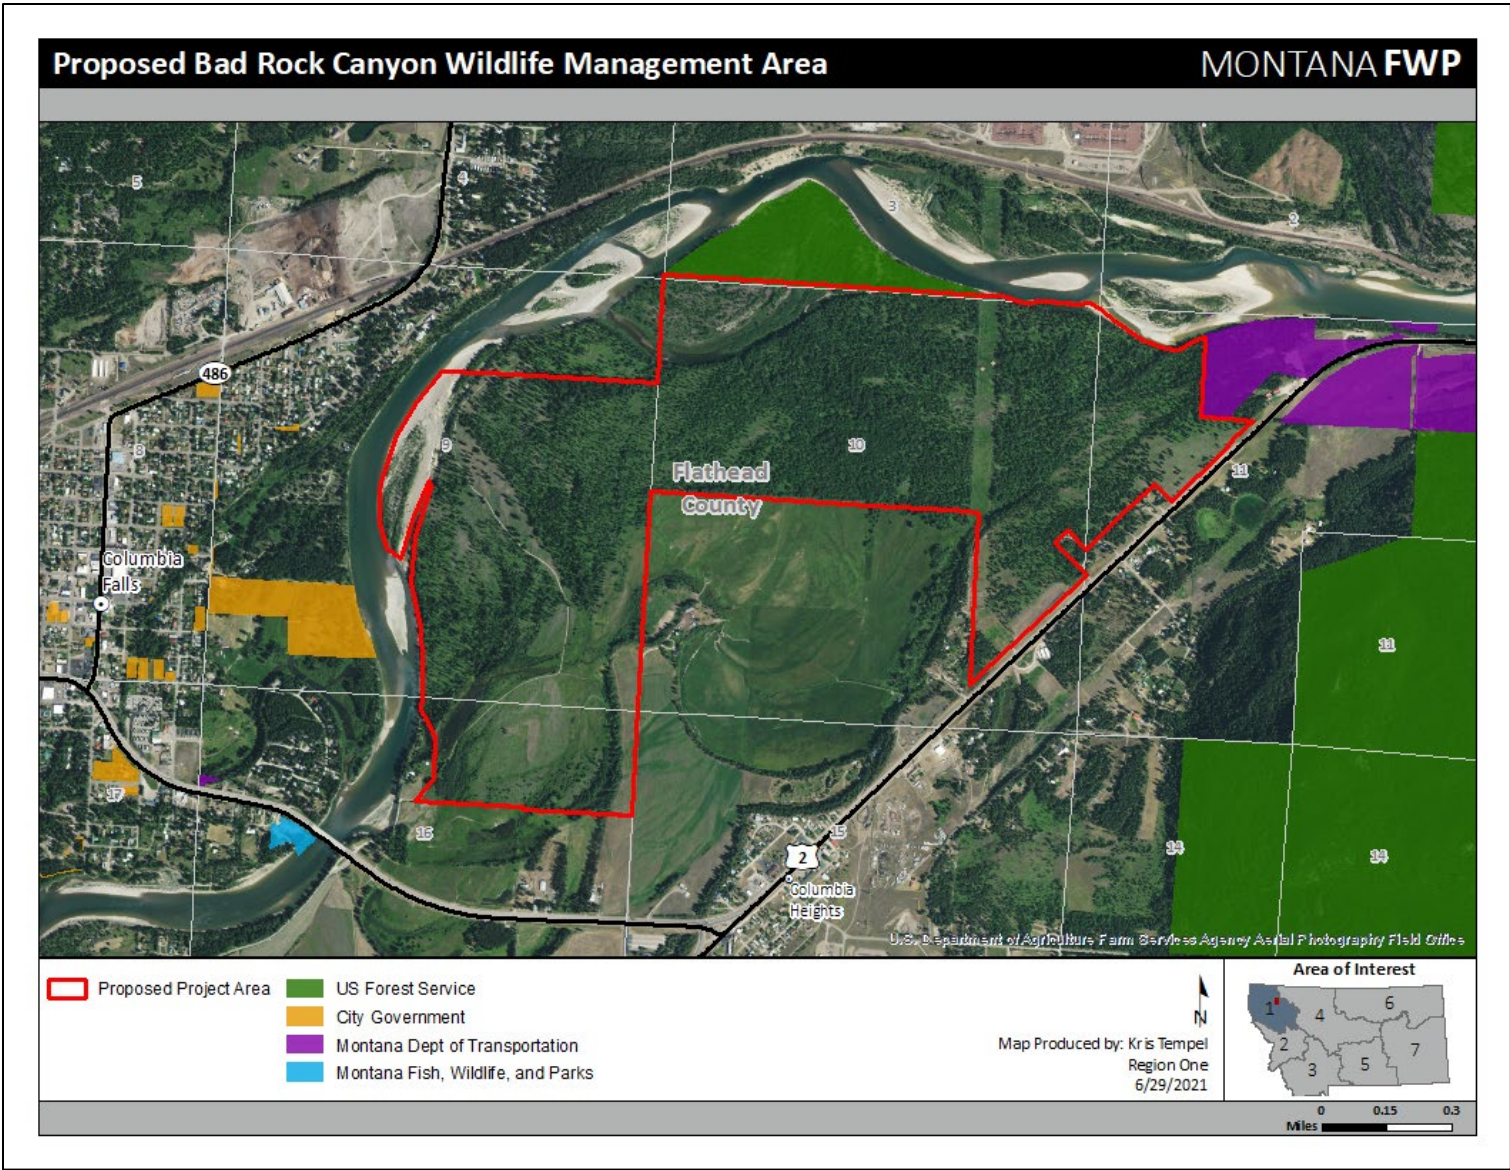 Proposed Bad Rock Canyon Wildlife Management Area
MONTANA FWP
5
4
3
2
486
8
9
10
11
Flathead
County
Columbia
Falls
11
17
16
15
14
14
2
Columbia
Heights
U.S. Department of Agriculture Farm Services Agency Aerial Photography Field Office
Proposed Project Area
US Forest Service
City Government
Montana Dept of Transportation
Montana Fish, Wildlife, and Parks
N
Map Produced by: Kris Tempel
Region One
6/29/2021
Area of Interest
1
4
6
2
3
5
7
0 0.15 0.3
Miles